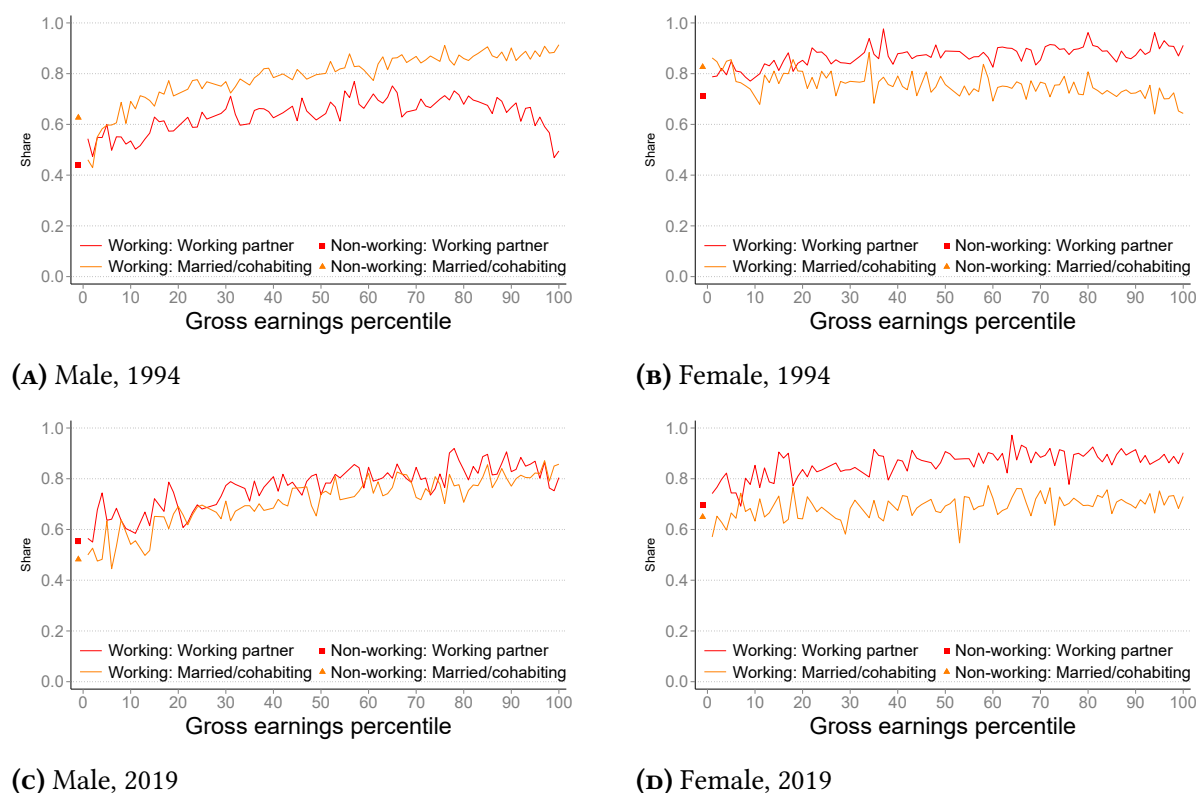 1.0
0.8
0.6
0.4
0.2
0.0
Share
Working: Working partner
Non-working: Working partner
Working: Married/cohabiting
Non-working: Married/cohabiting
0 10 20 30 40 50 60 70 80 90 100
Gross earnings percentile
(A) Male, 1994
1.0
0.8
0.6
0.4
0.2
0.0
Share
Working: Working partner
Non-working: Working partner
Working: Married/cohabiting
Non-working: Married/cohabiting
0 10 20 30 40 50 60 70 80 90 100
Gross earnings percentile
(B) Female, 1994
1.0
0.8
0.6
0.4
0.2
0.0
Share
Working: Working partner
Non-working: Working partner
Working: Married/cohabiting
Non-working: Married/cohabiting
0 10 20 30 40 50 60 70 80 90 100
Gross earnings percentile
(C) Male, 2019
1.0
0.8
0.6
0.4
0.2
0.0
Share
Working: Working partner
Non-working: Working partner
Working: Married/cohabiting
Non-working: Married/cohabiting
0 10 20 30 40 50 60 70 80 90 100
Gross earnings percentile
(D) Female, 2019